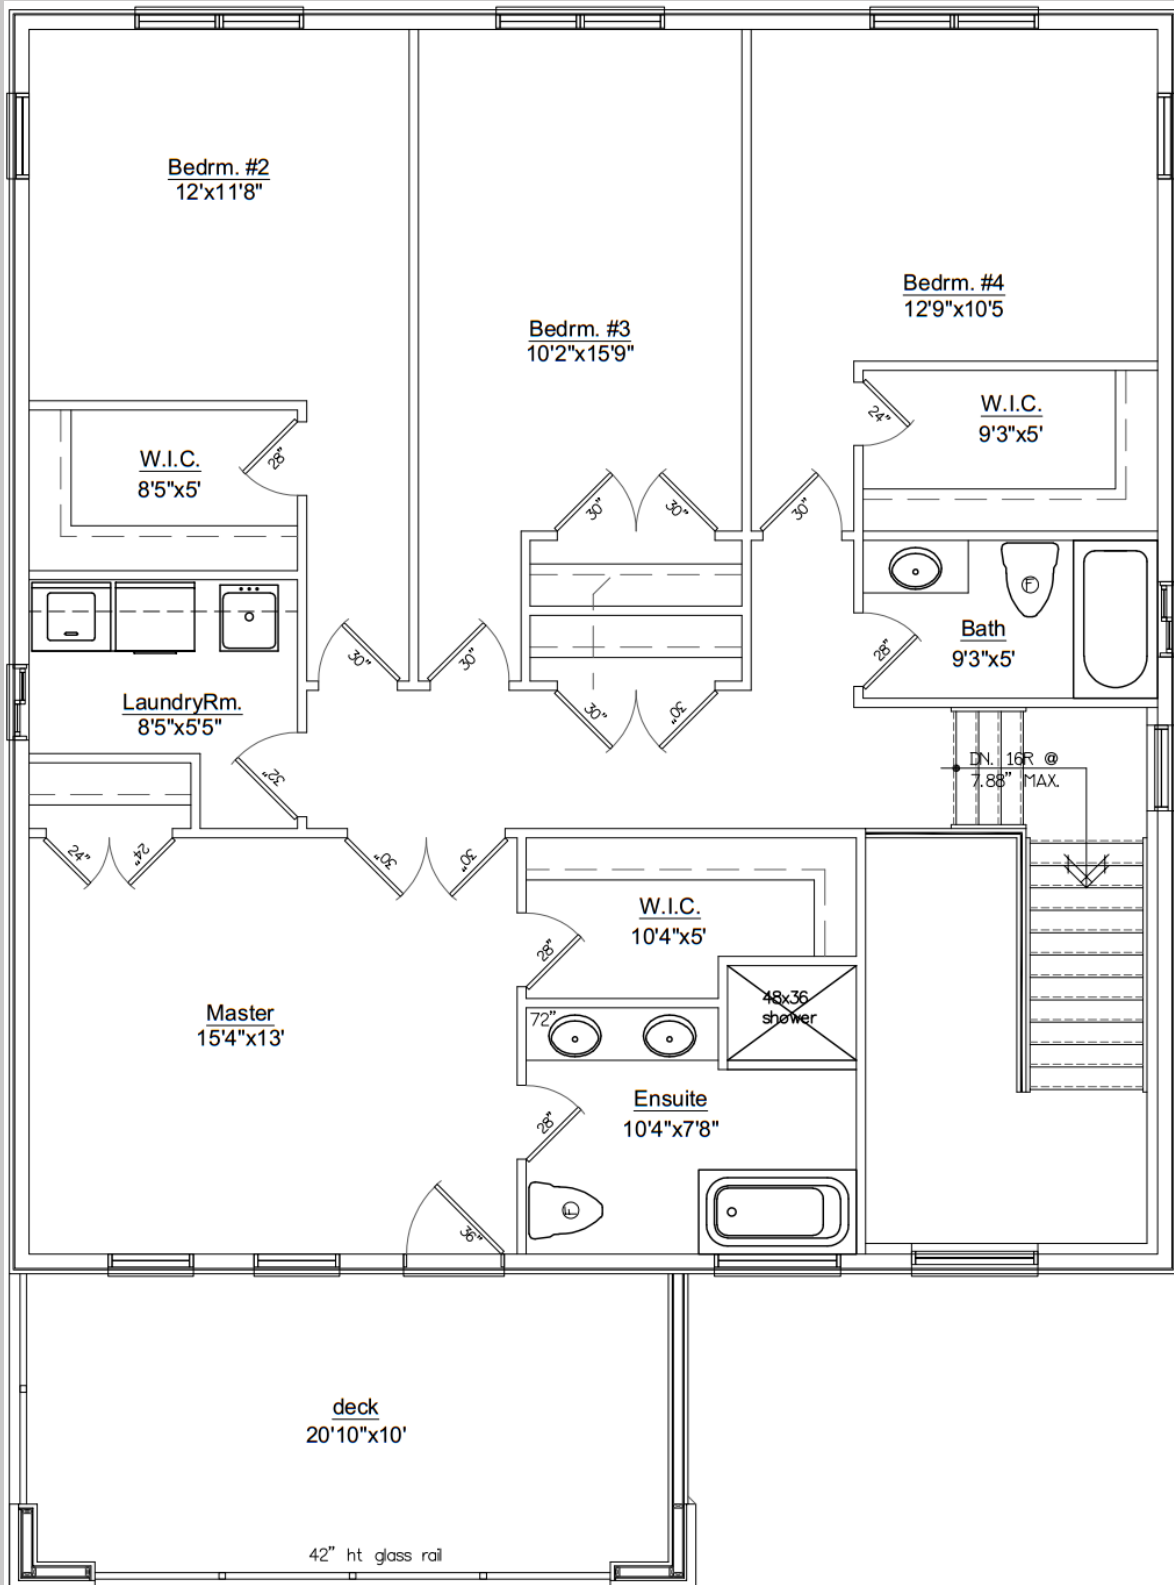 Bedrm. #2
12'x11'8"
Bedrm. #3
10'2"x15'9"
Bedrm. #4
12'9"x10'5
W.I.C.
9'3"x5'
24"
W.I.C.
8'5"x5'
28"
30"
30"
30"
Bath
9'3"x5'
28"
F
30"
30"
LaundryRm.
8'5"x5'5"
32"
30"
30"
DN. 16R @
7.88" MAX.
24"
24"
30"
30"
W.I.C.
10'4"x5'
28"
48x36
shower
72"
Master
15'4"x13'
Ensuite
10'4"x7'8"
28"
F
36"
deck
20'10"x10'
42" ht glass rail